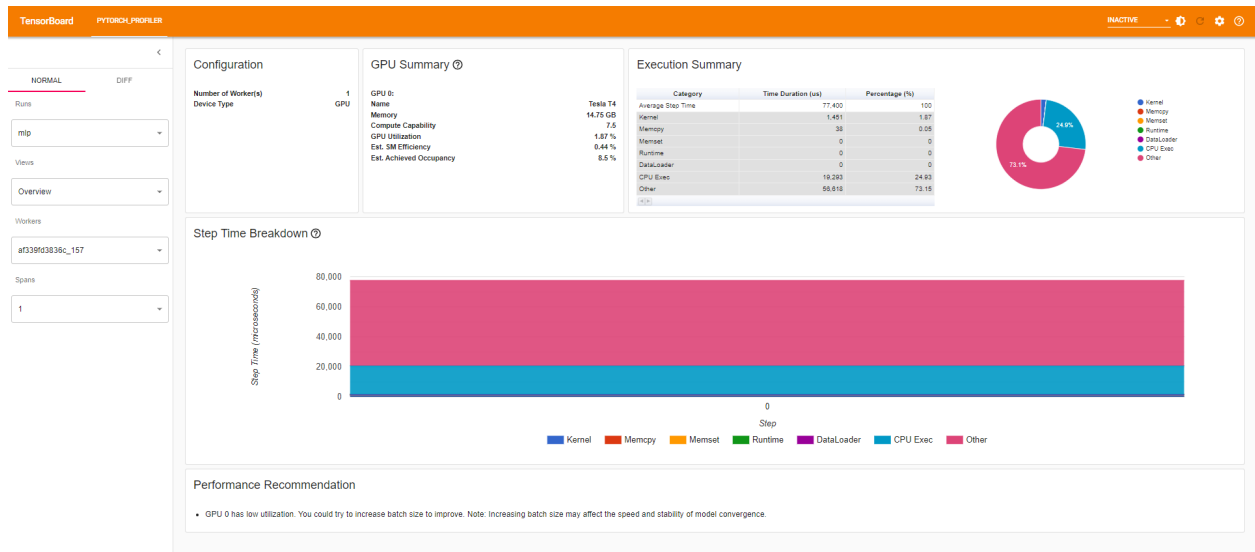 TensorBoard PYTORCH_PROFILER INACTIVE
NORMAL DIFF
Runs
mlp
Views
Overview
Workers
af339fd3836c_157
Spans
1
Configuration
Number of Worker(s) 1
Device Type GPU
GPU Summary
GPU 0:
Name Tesla T4
Memory 14.75 GB
Compute Capability 7.5
GPU Utilization 1.87 %
Est. SM Efficiency 0.44 %
Est. Achieved Occupancy 8.5 %
Execution Summary
Category Time Duration (us) Percentage (%)
Average Step Time 77,400 100
Kernel 1,451 1.87
Memcpy 38 0.05
Memset 0 0
Runtime 0 0
DataLoader 0 0
CPU Exec 19,293 24.93
Other 56,618 73.15
24.9%
73.1%
Kernel
Memcpy
Memset
Runtime
DataLoader
CPU Exec
Other
Step Time Breakdown
Step Time (microseconds)
80,000
60,000
40,000
20,000
0
0
Step
Kernel Memcpy Memset Runtime DataLoader CPU Exec Other
Performance Recommendation
• GPU 0 has low utilization. You could try to increase batch size to improve. Note: Increasing batch size may affect the speed and stability of model convergence.